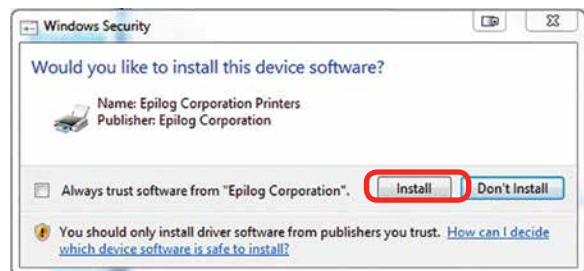 Windows Security
Would you like to install this device software?
Name: Epilog Corporation Printers
Publisher: Epilog Corporation
Always trust software from "Epilog Corporation".
Install
Don't Install
You should only install driver software from publishers you trust. How can I decide
which device software is safe to install?